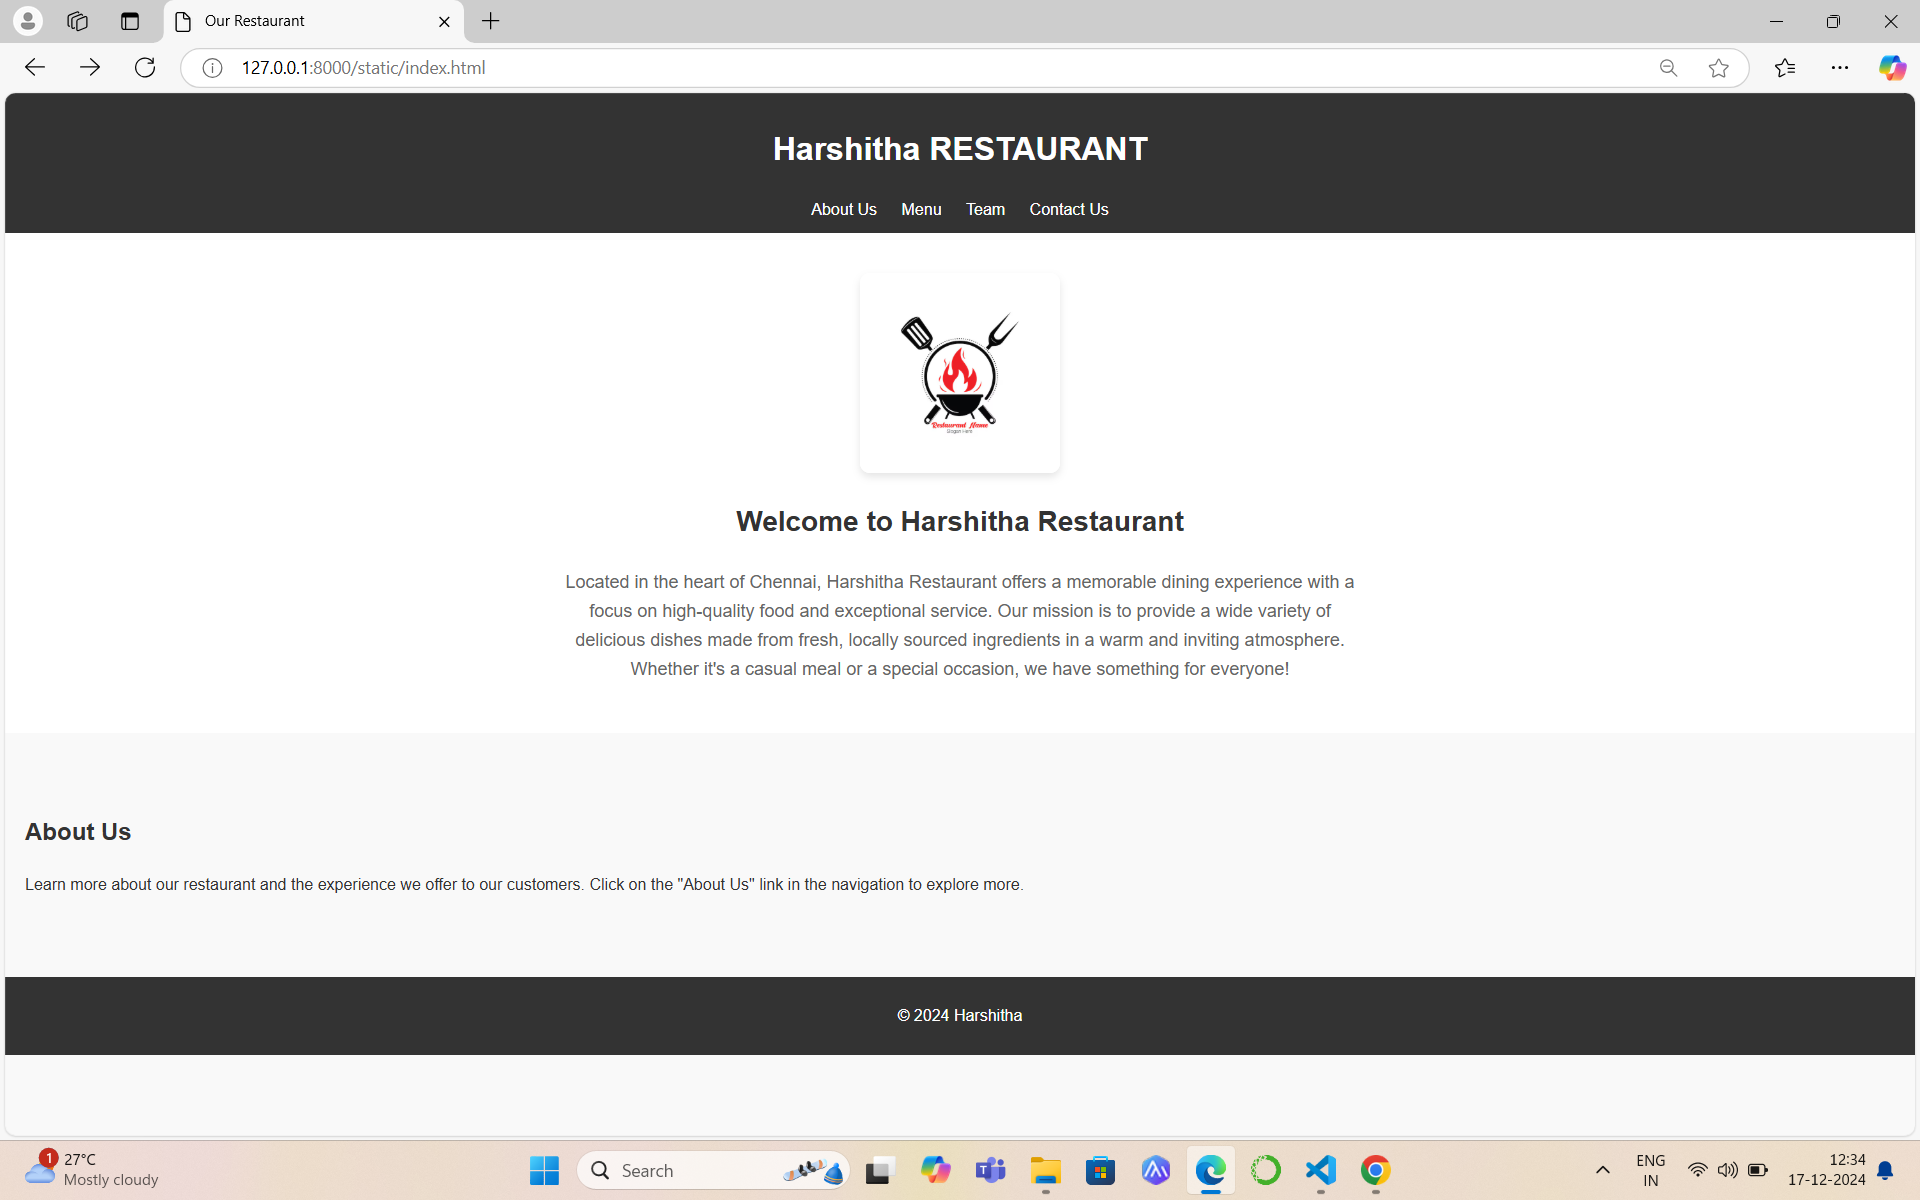 Our Restaurant
127.0.0.1:8000/static/index.html
Harshitha RESTAURANT
About Us Menu Team Contact Us
Restaurant Name
Slogan Here
Welcome to Harshitha Restaurant
Located in the heart of Chennai, Harshitha Restaurant offers a memorable dining experience with a
focus on high-quality food and exceptional service. Our mission is to provide a wide variety of
delicious dishes made from fresh, locally sourced ingredients in a warm and inviting atmosphere.
Whether it's a casual meal or a special occasion, we have something for everyone!
About Us
Learn more about our restaurant and the experience we offer to our customers. Click on the "About Us" link in the navigation to explore more.
© 2024 Harshitha
1
27°C
Mostly cloudy
Search
ENG
IN
12:34
17-12-2024